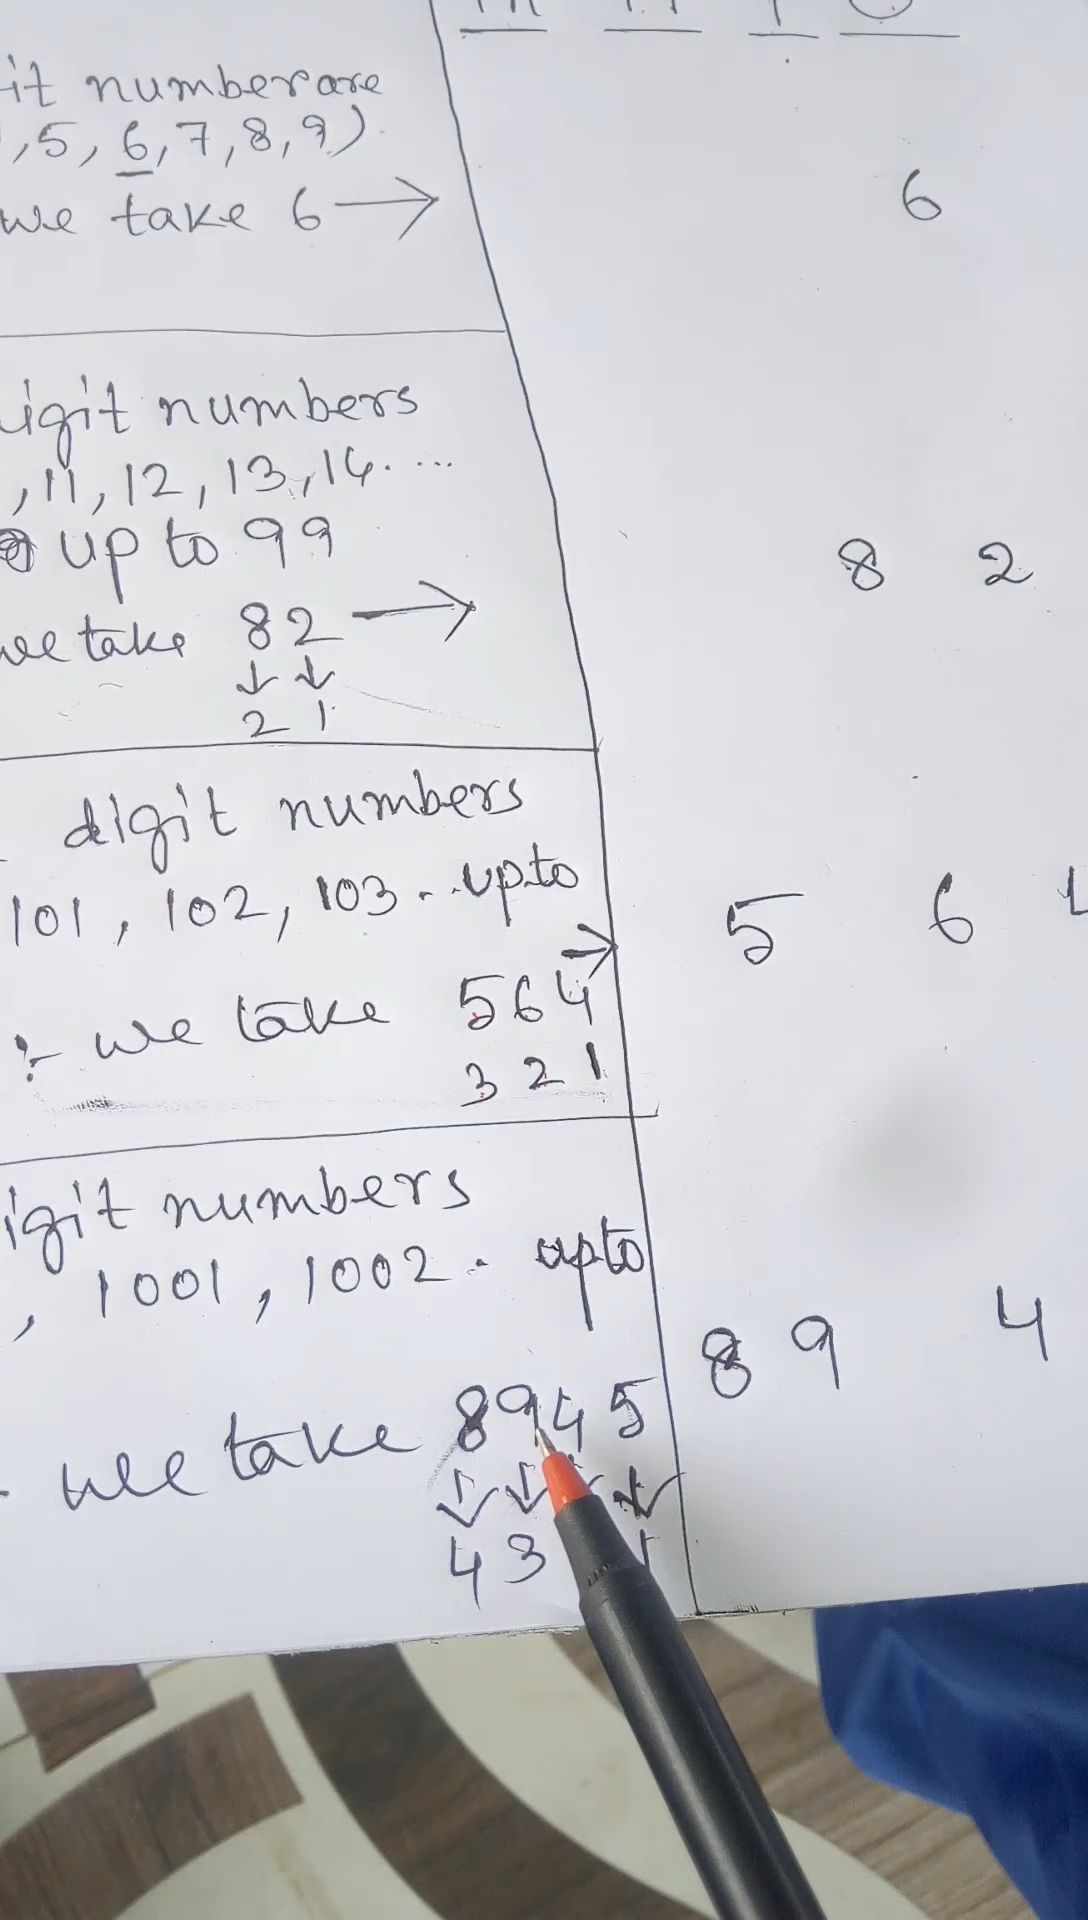 it number are
,5, 6, 7, 8, 9)
we take 6 →
6
igit numbers
, 11, 12, 13, 14. ...
up to 99
we take 82 →
↓ ↓
2 1
8 2
digit numbers
101, 102, 103 - - upto
→
:- we take 564
3 2 1
5 6
igit numbers
, 1001, 1002 - upto
- we take 8945
↓ ↓ ↓
4 3
8 9 4